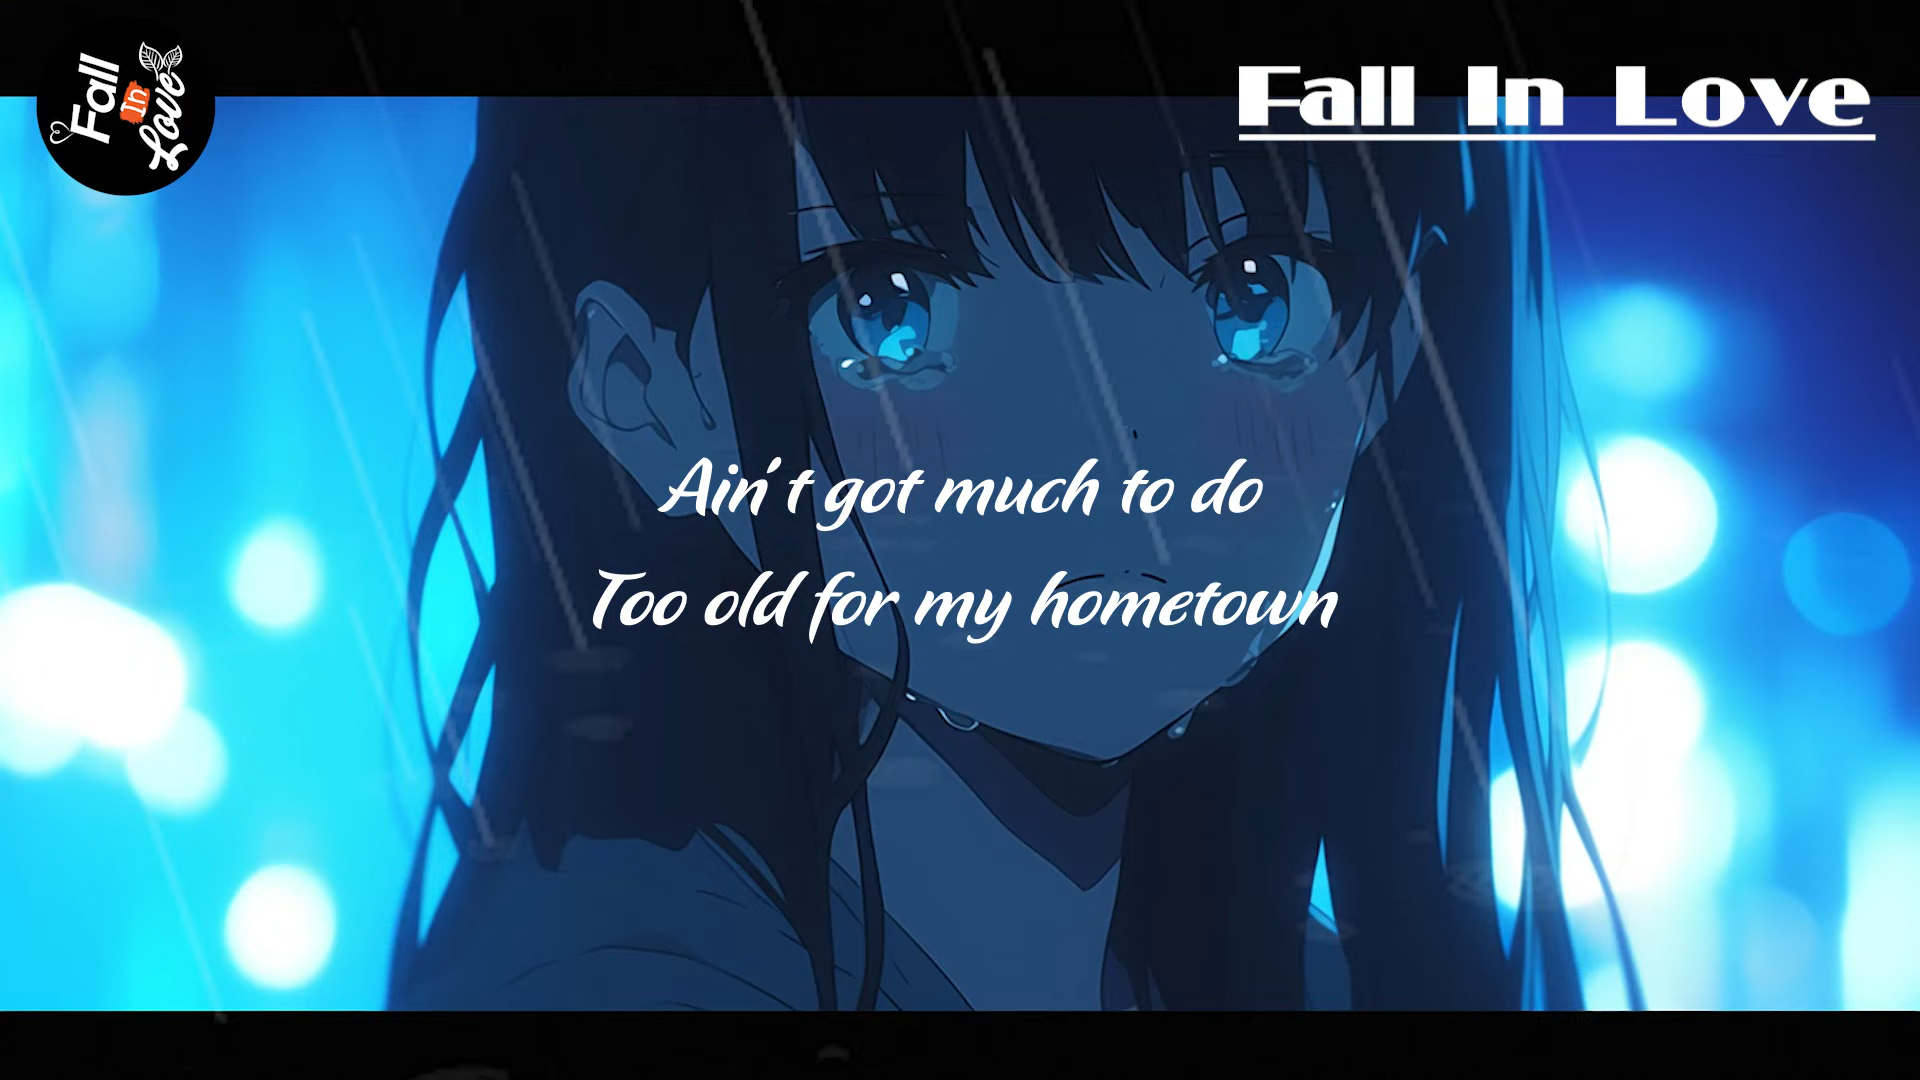 Fall
In
Love
Fall In Love
Ain't got much to do
Too old for my hometown